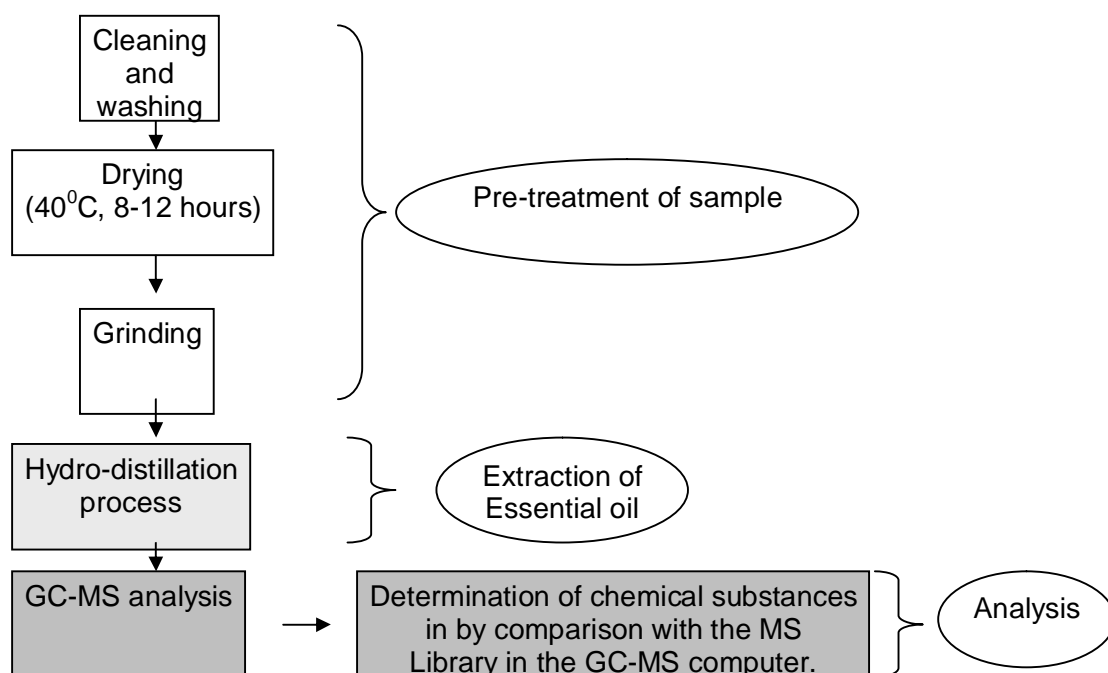 Cleaning
and
washing
Drying
(40⁰C, 8-12 hours)
Pre-treatment of sample
Grinding
Hydro-distillation
process
Extraction of
Essential oil
GC-MS analysis
Determination of chemical substances
in by comparison with the MS
Library in the GC-MS computer.
Analysis